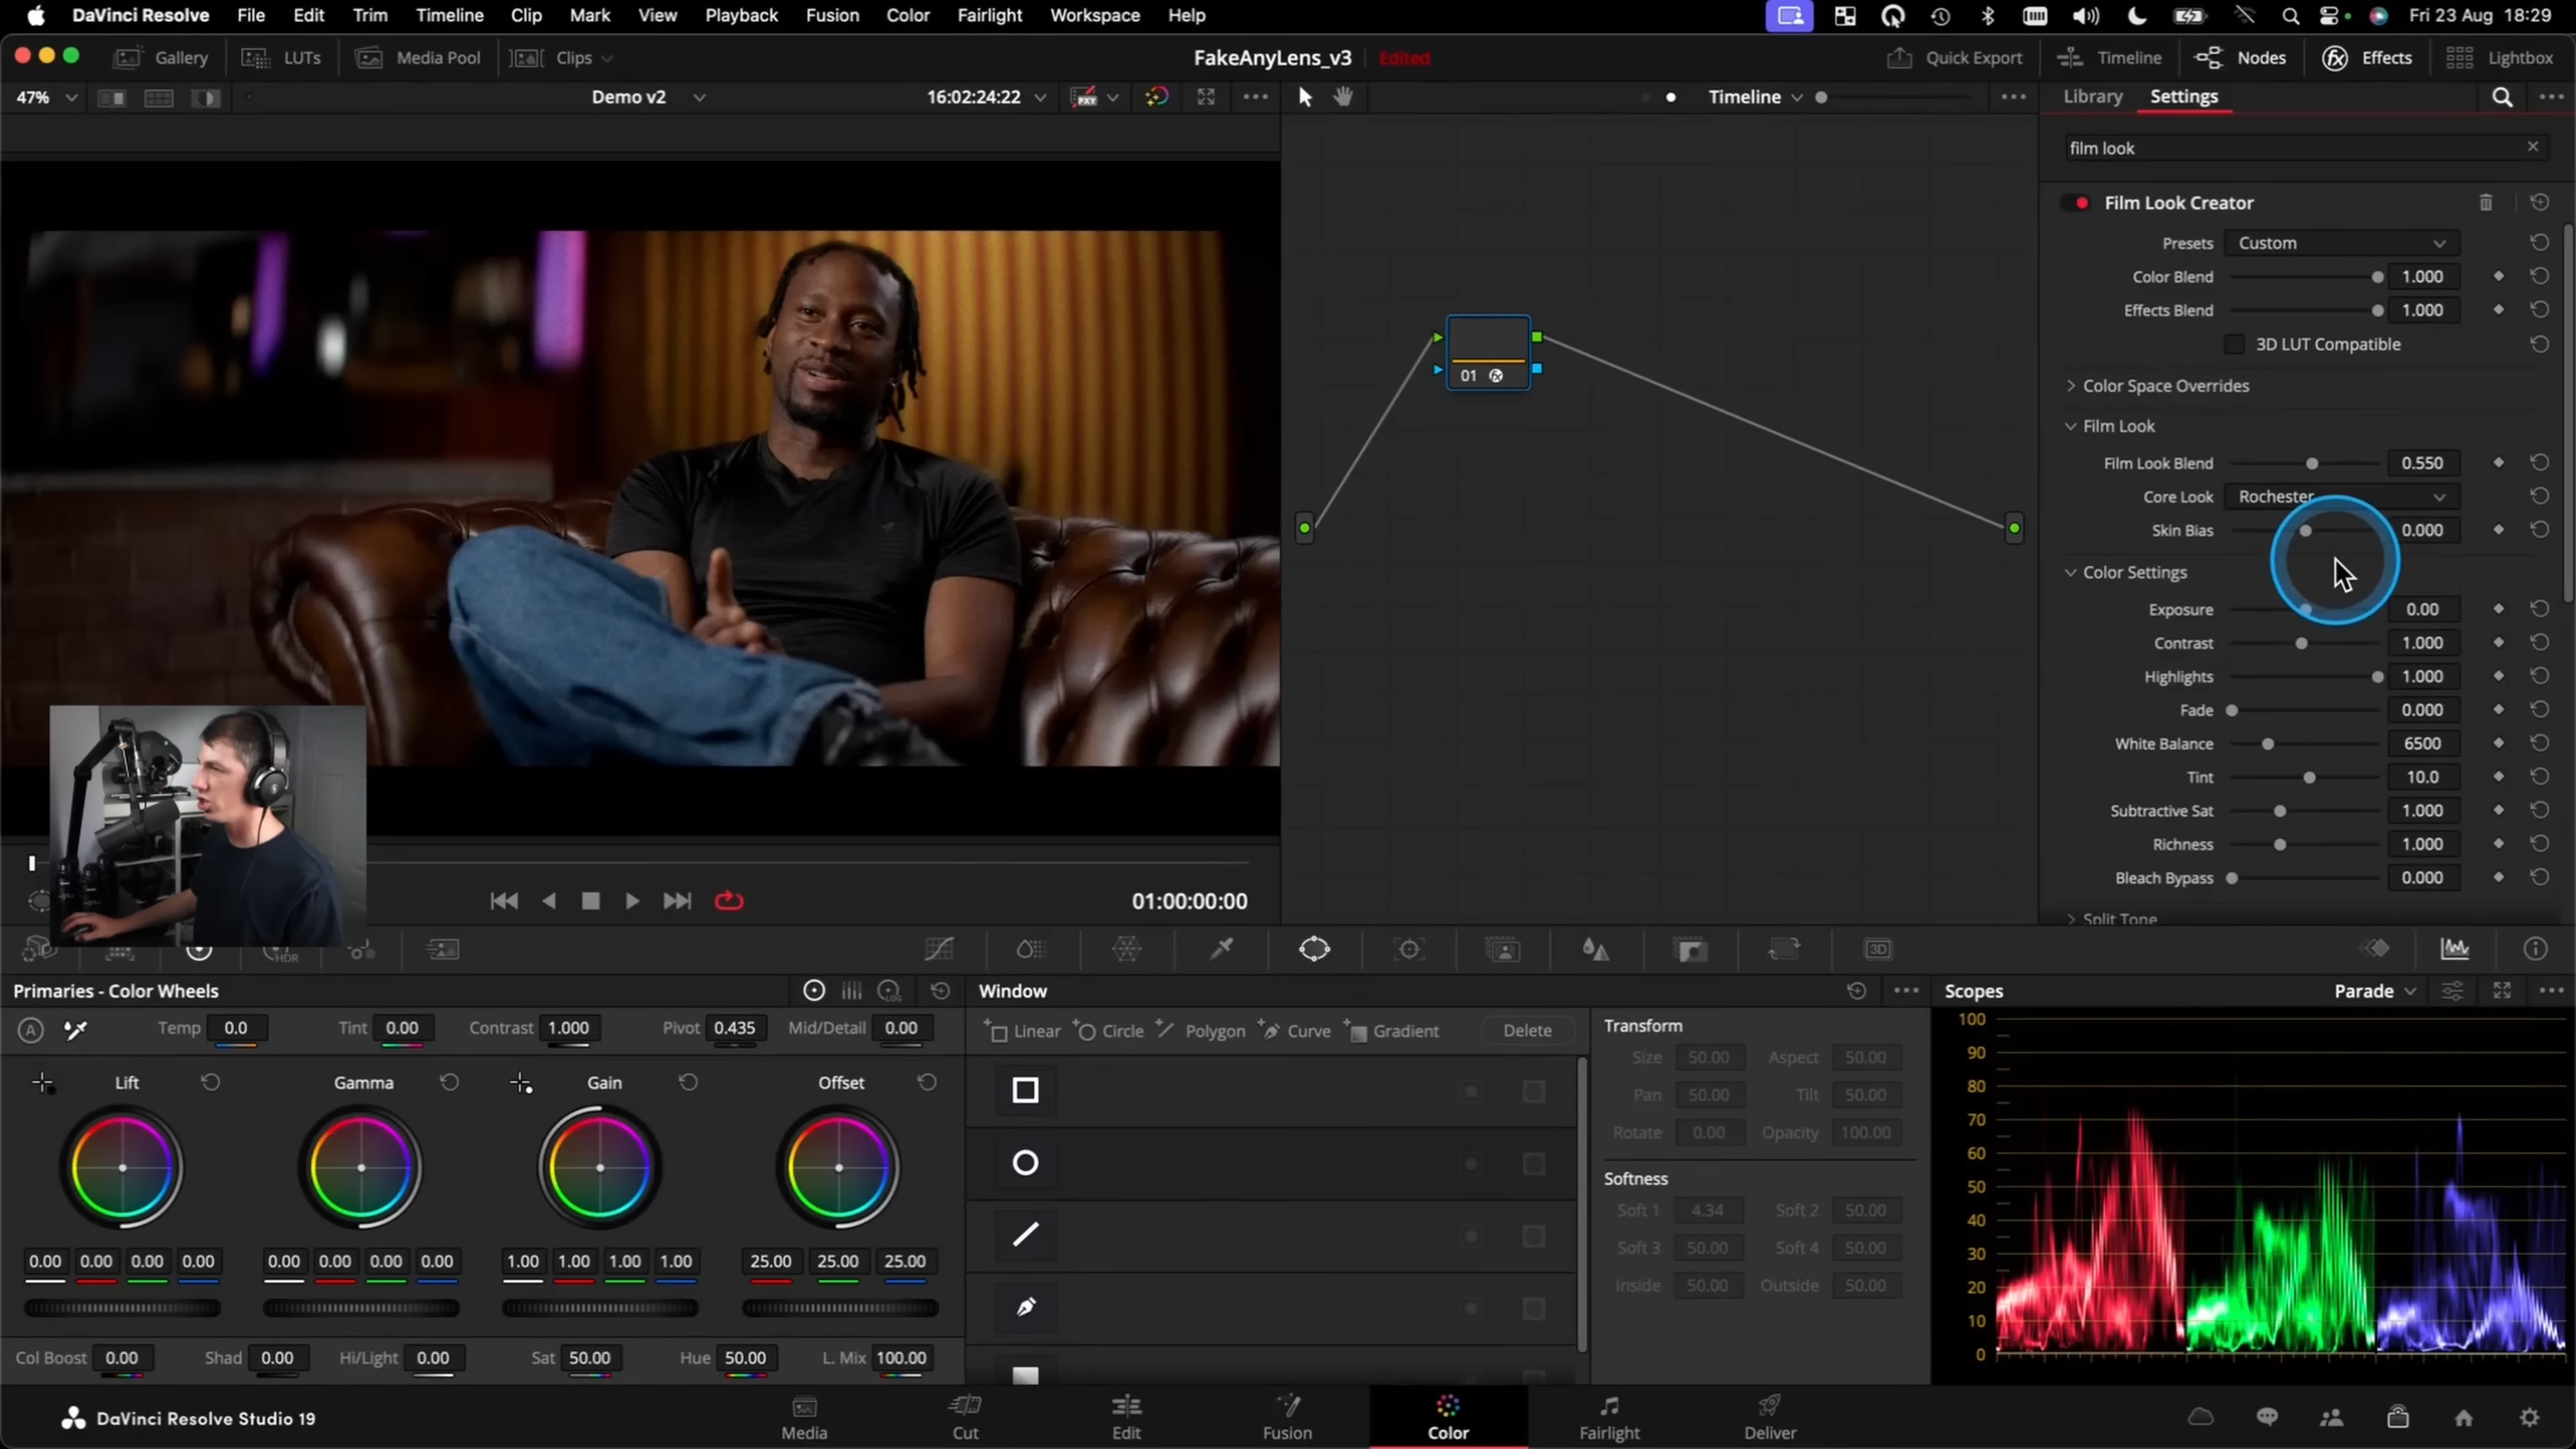 DaVinci Resolve File Edit Trim Timeline Clip Mark View Playback Fusion Color Fairlight Workspace Help Fri 23 Aug 18:29
Gallery LUTs Media Pool Clips FakeAnyLens_v3 Edited Quick Export Timeline Nodes Effects Lightbox
47% Demo v2 16:02:24:22 Timeline Library Settings
film look
Film Look Creator
Presets Custom
Color Blend 1.000
Effects Blend 1.000
3D LUT Compatible
Color Space Overrides
Film Look
Film Look Blend 0.550
Core Look Rochester
Skin Bias 0.000
Color Settings
Exposure 0.00
Contrast 1.000
Highlights 1.000
Fade 0.000
White Balance 6500
Tint 10.0
Subtractive Sat 1.000
Richness 1.000
Bleach Bypass 0.000
Split Tone
01
01:00:00:00
HDR 3D
Primaries - Color Wheels LOG Window Scopes Parade
A Temp 0.0 Tint 0.00 Contrast 1.000 Pivot 0.435 Mid/Detail 0.00
Lift Gamma Gain Offset
0.00 0.00 0.00 0.00 0.00 0.00 0.00 0.00 1.00 1.00 1.00 1.00 25.00 25.00 25.00
Col Boost 0.00 Shad 0.00 Hi/Light 0.00 Sat 50.00 Hue 50.00 L. Mix 100.00
Linear Circle Polygon Curve Gradient Delete
Transform
Size 50.00 Aspect 50.00
Pan 50.00 Tilt 50.00
Rotate 0.00 Opacity 100.00
Softness
Soft 1 4.34 Soft 2 50.00
Soft 3 50.00 Soft 4 50.00
Inside 50.00 Outside 50.00
100
90
80
70
60
50
40
30
20
10
0
DaVinci Resolve Studio 19 Media Cut Edit Fusion Color Fairlight Deliver